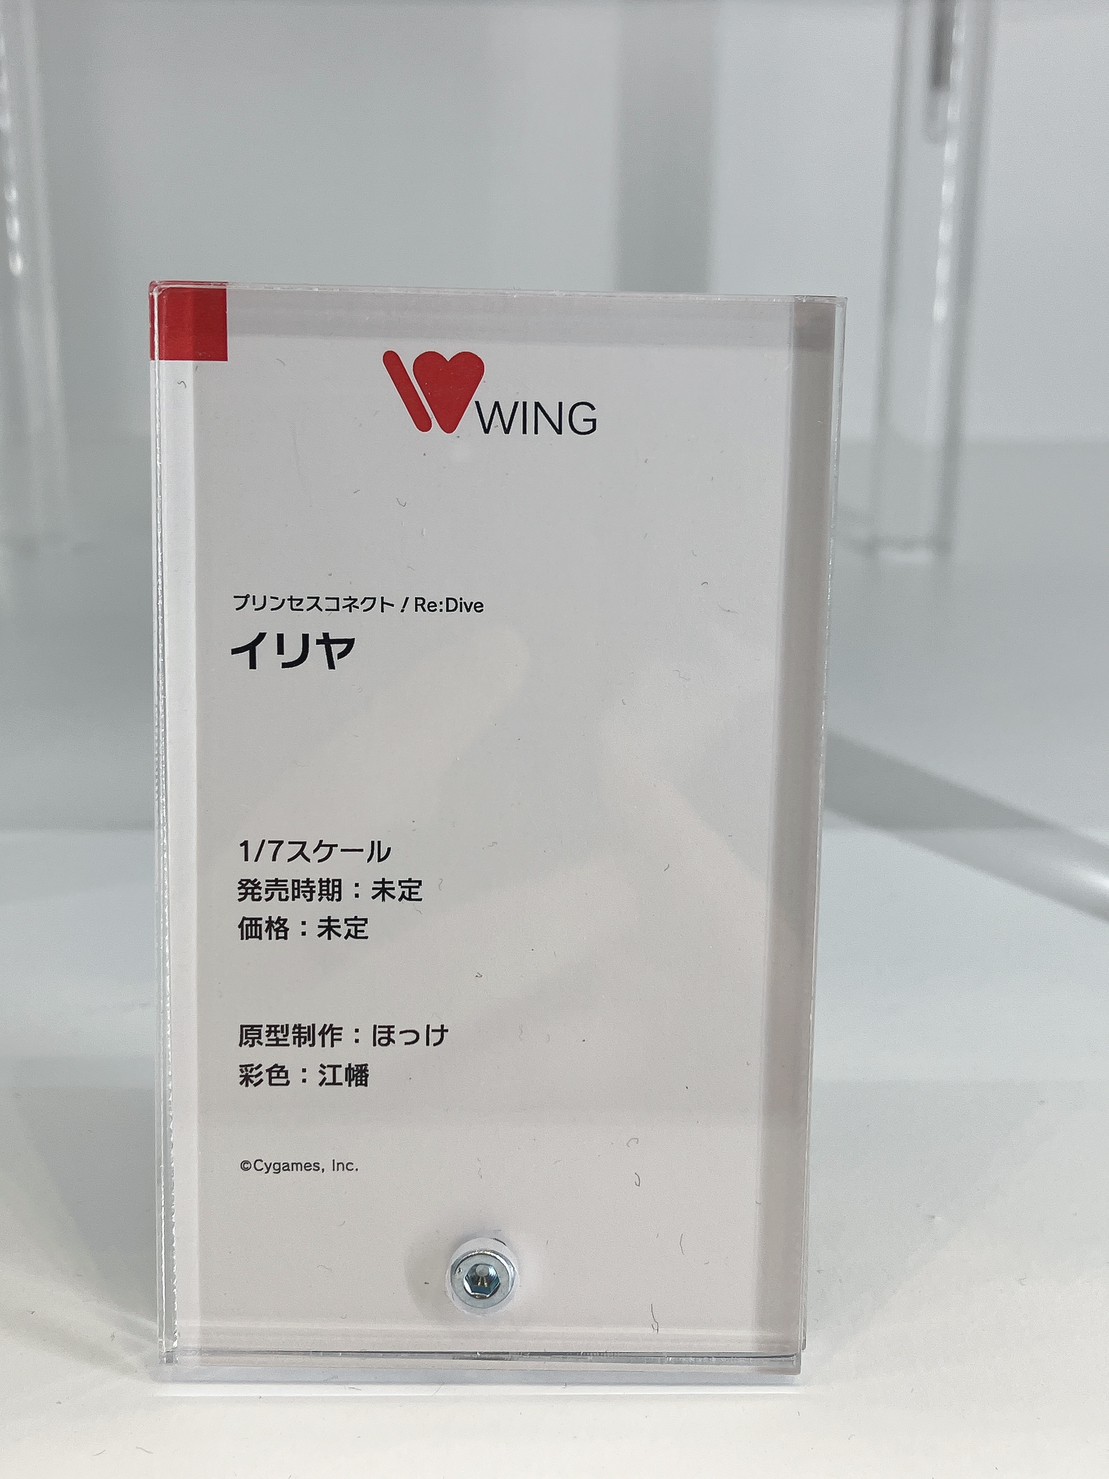 WING
プリンセスコネクト！Re:Dive
イリヤ
1/7スケール
発売時期：未定
価格：未定
原型制作：ほっけ
彩色：江幡
©Cygames, Inc.